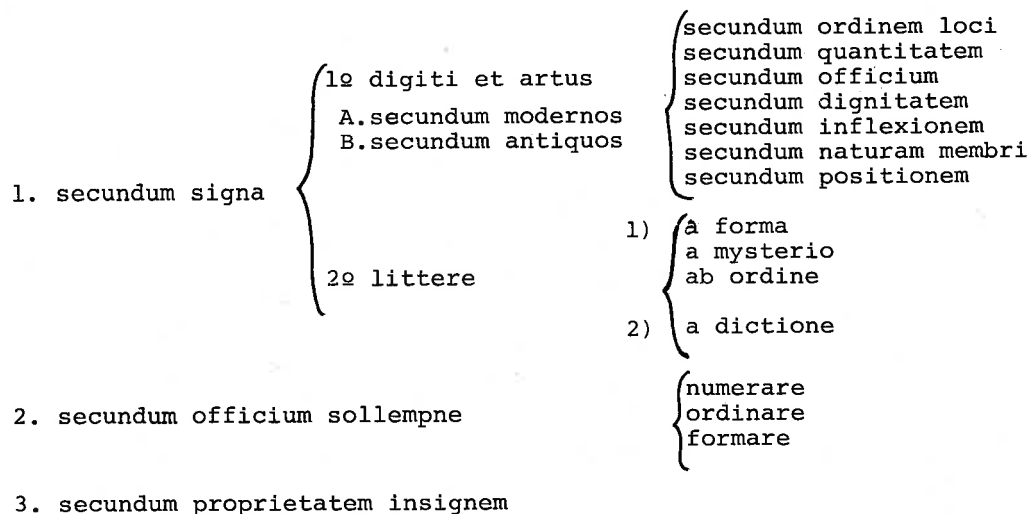 secundum ordinem loci
secundum quantitatem
1º digiti et artus
secundum officium
secundum dignitatem
A.secundum modernos
secundum inflexionem
B.secundum antiquos
secundum naturam membri
secundum positionem
1. secundum signa
1) a forma
a mysterio
2º littere
ab ordine
2) a dictione
numerare
2. secundum officium sollempne
ordinare
formare
3. secundum proprietatem insignem